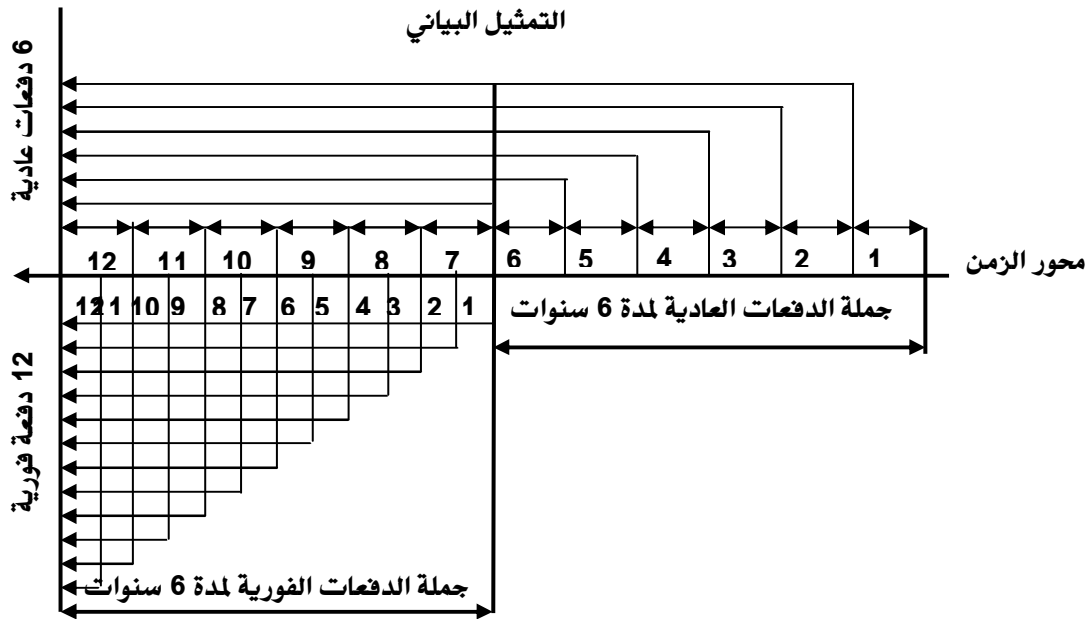 التمثيل البياني
6 دفعات عادية
12 11 10 9 8 7 6 5 4 3 2 1
محور الزمن
1211 10 9 8 7 6 5 4 3 2 1
جملة الدفعات العادية لمدة 6 سنوات
12 دفعة فورية
جملة الدفعات الفورية لمدة 6 سنوات